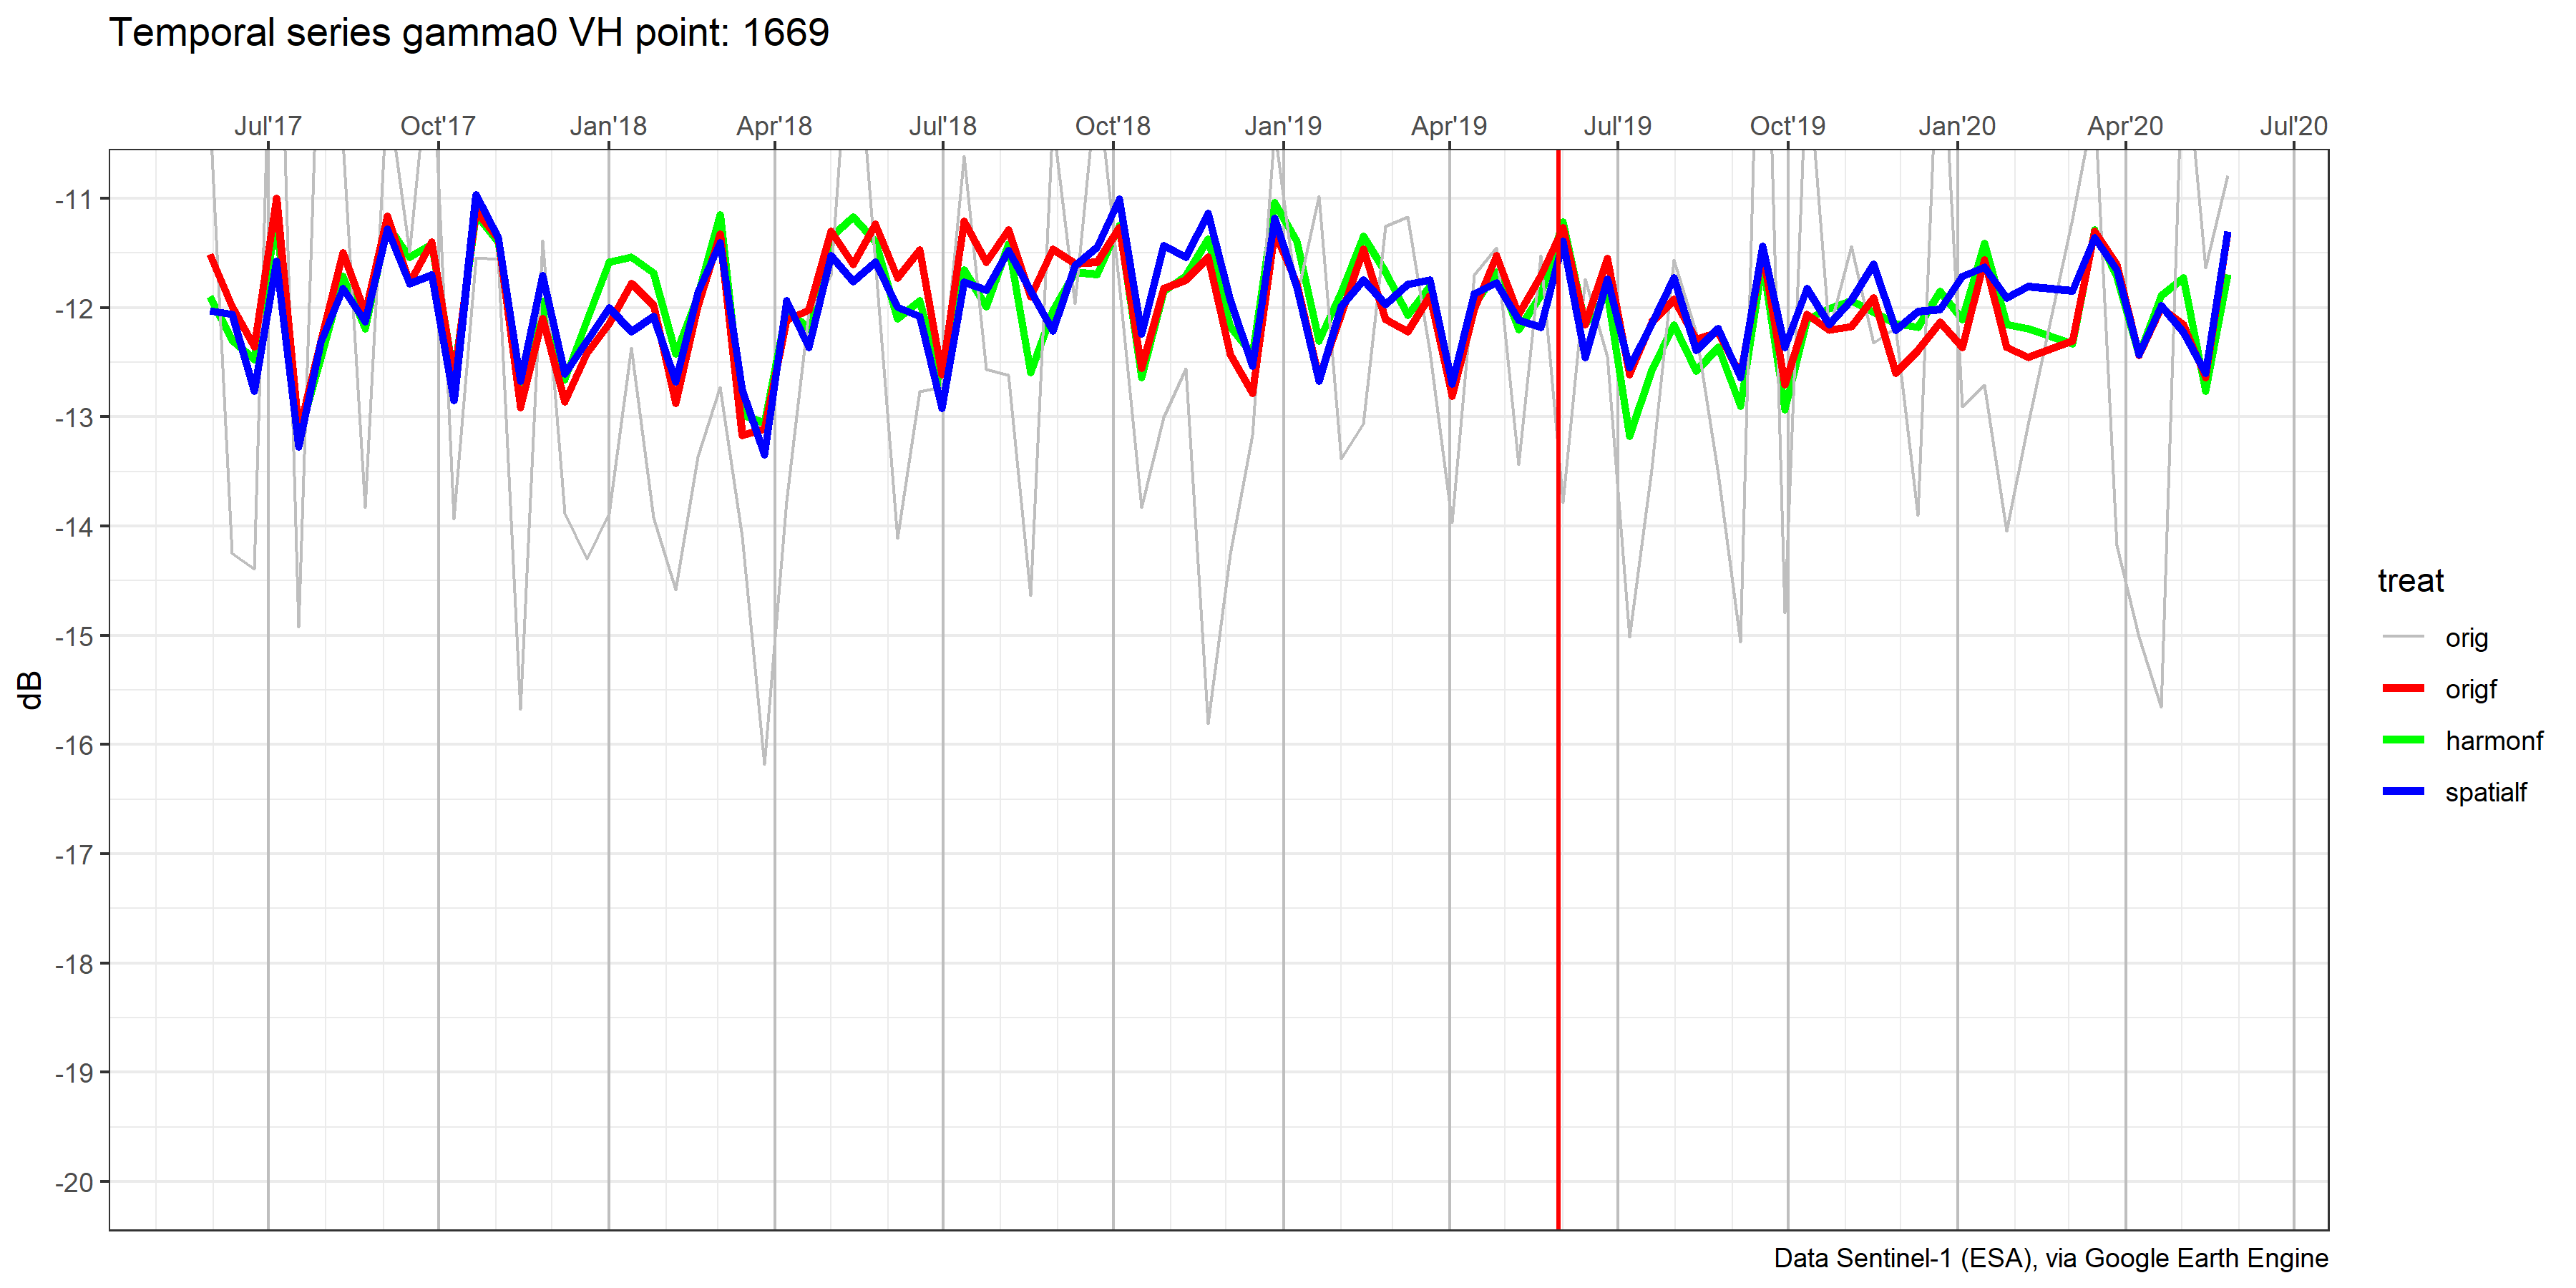 Temporal series gamma0 VH point: 1669
Jul'17 Oct'17 Jan'18 Apr'18 Jul'18 Oct'18 Jan'19 Apr'19 Jul'19 Oct'19 Jan'20 Apr'20 Jul'20
-11
-12
-13
-14
-15
-16
-17
-18
-19
-20
dB
treat
orig
origf
harmonf
spatialf
Data Sentinel-1 (ESA), via Google Earth Engine